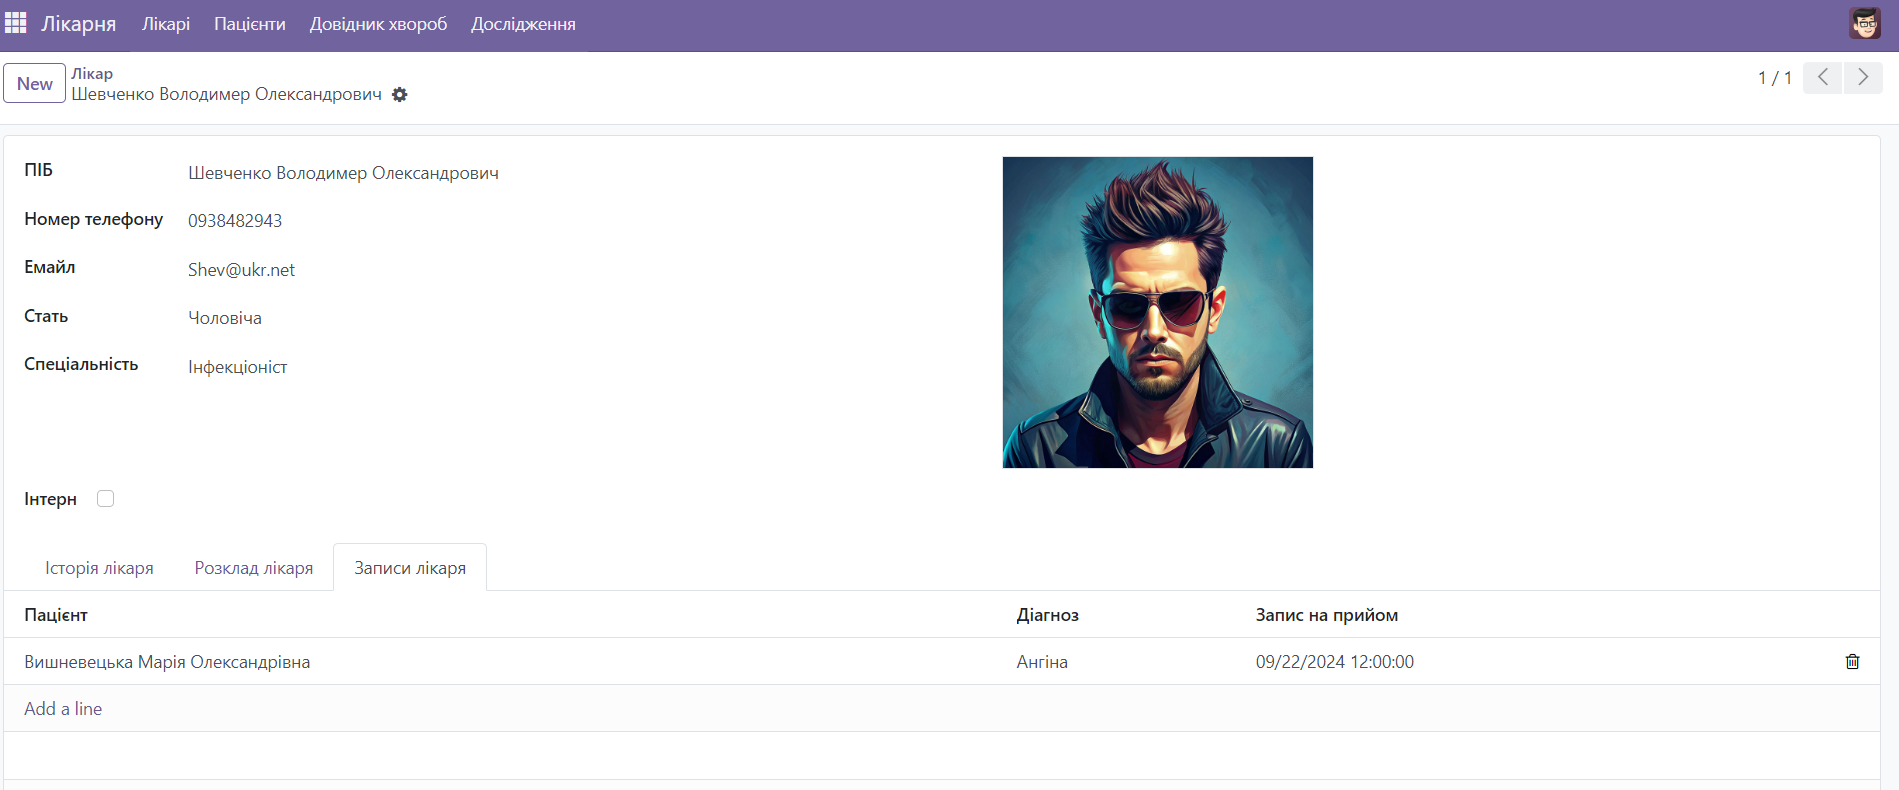 Лікарня Лікарі Пацієнти Довідник хвороб Дослідження
New
Лікар
Шевченко Володимер Олександрович
1 / 1
ПІБ Шевченко Володимер Олександрович
Номер телефону 0938482943
Емайл Shev@ukr.net
Стать Чоловіча
Спеціальність Інфекціоніст
Інтерн
Історія лікаря Розклад лікаря Записи лікаря
Пацієнт Діагноз Запис на прийом
Вишневецька Марія Олександрівна Ангіна 09/22/2024 12:00:00
Add a line